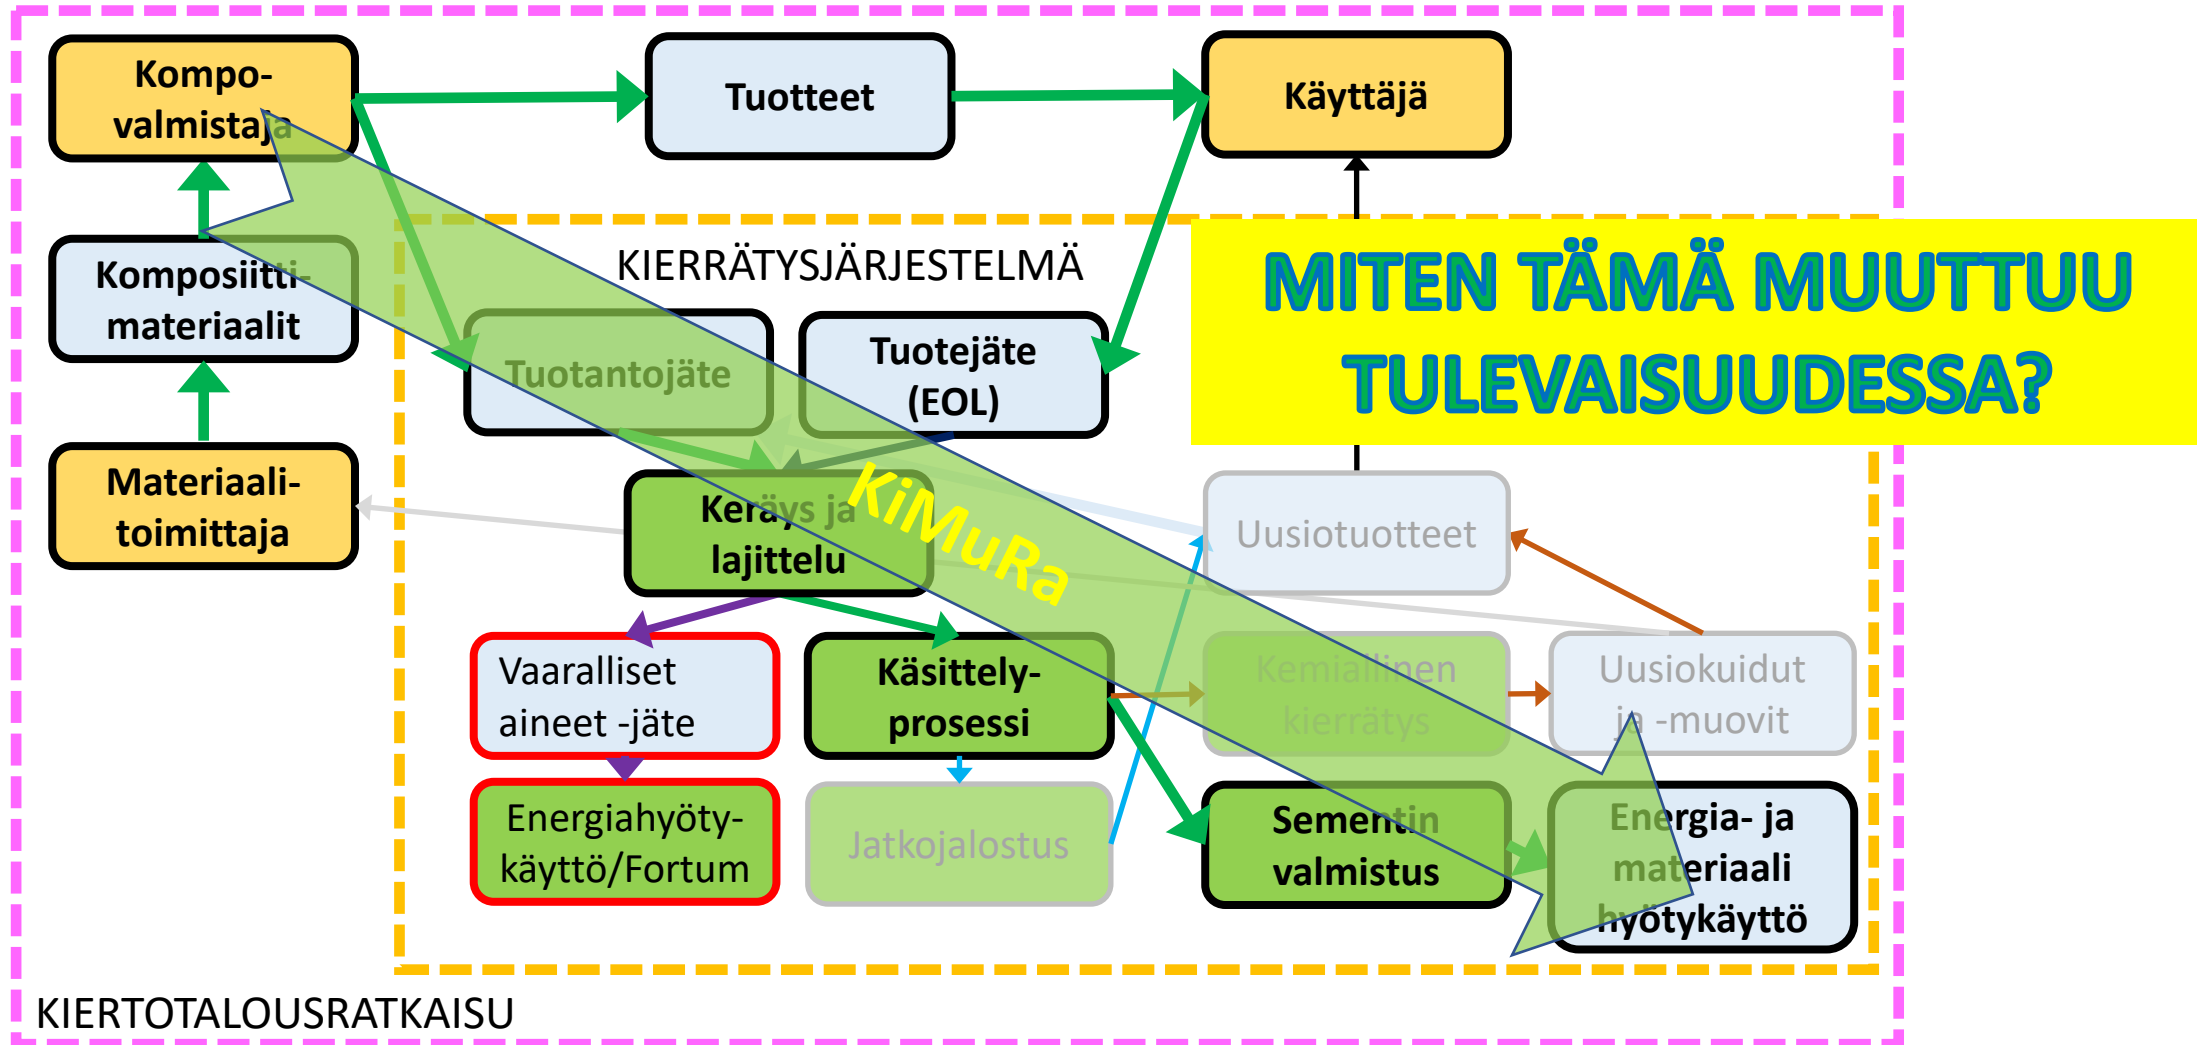 Kompo-
valmistaja
Tuotteet
Käyttäjä
Komposiitti-
materiaalit
KIERRÄTYSJÄRJESTELMÄ
MITEN TÄMÄ MUUTTUU
TULEVAISUUDESSA?
Tuotantojäte
Tuotejäte
(EOL)
Materiaali-
toimittaja
Keräys ja
lajittelu
KiMuRa
Uusiotuotteet
Vaaralliset
aineet -jäte
Käsittely-
prosessi
Kemiallinen
kierrätys
Uusiokuidut
ja -muovit
Energiahyöty-
käyttö/Fortum
Jatkojalostus
Sementin
valmistus
Energia- ja
materiaali
hyötykäyttö
KIERTOTALOUSRATKAISU